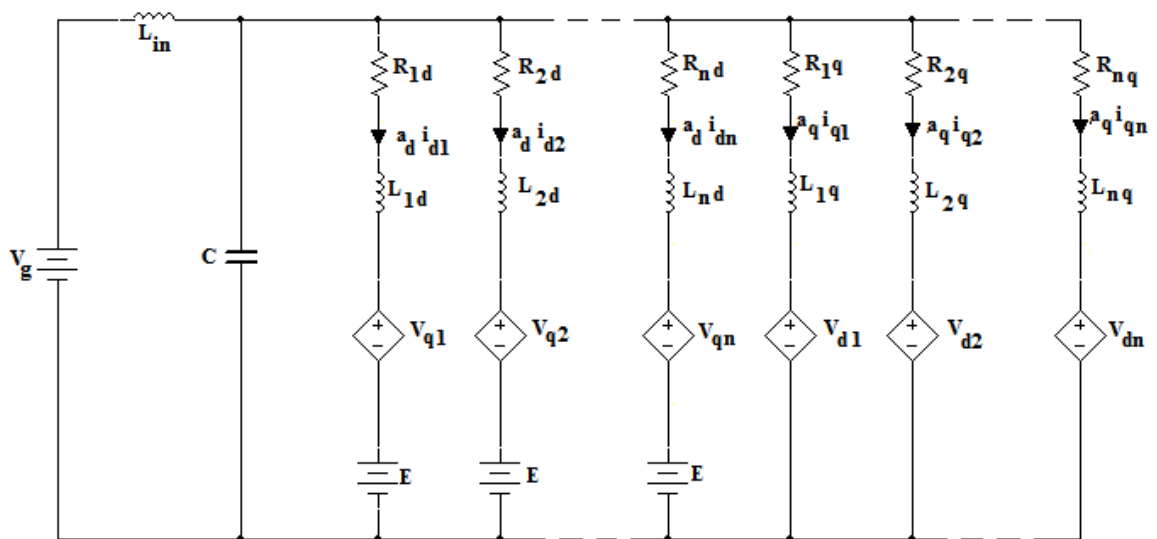 L_in
R_1d
R_2d
R_nd
R_1q
R_2q
R_nq
a_d i_d1
a_d i_d2
a_d i_dn
a_q i_q1
a_q i_q2
a_q i_qn
L_1d
L_2d
L_nd
L_1q
L_2q
L_nq
V_g
C
V_q1
V_q2
V_qn
V_d1
V_d2
V_dn
E
E
E